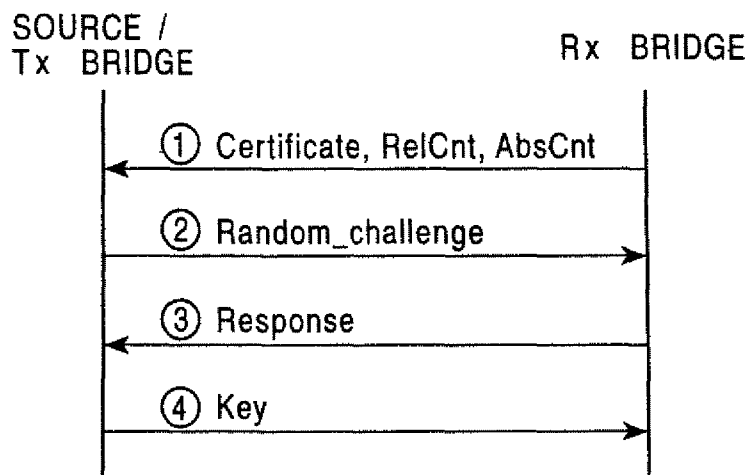 SOURCE /
Tx BRIDGE
Rx BRIDGE
① Certificate, RelCnt, AbsCnt
② Random_challenge
③ Response
④ Key